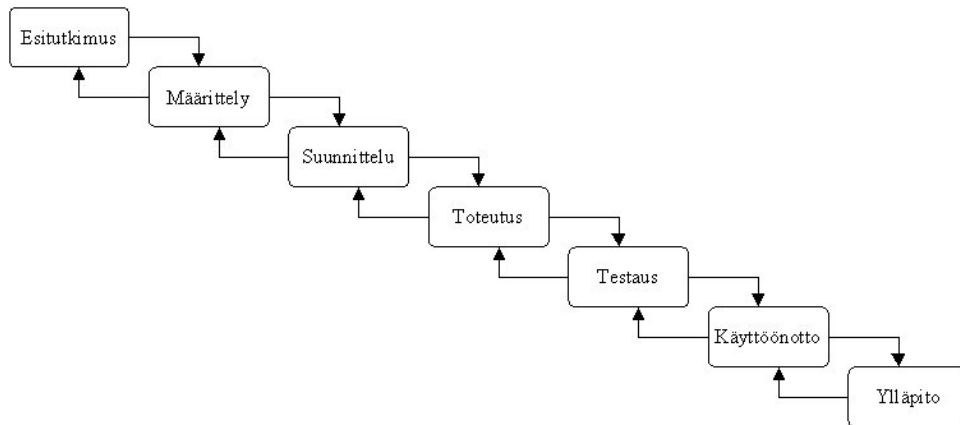 Esitutkimus
Määrittely
Suunnittelu
Toteutus
Testaus
Käyttöönotto
Ylläpito